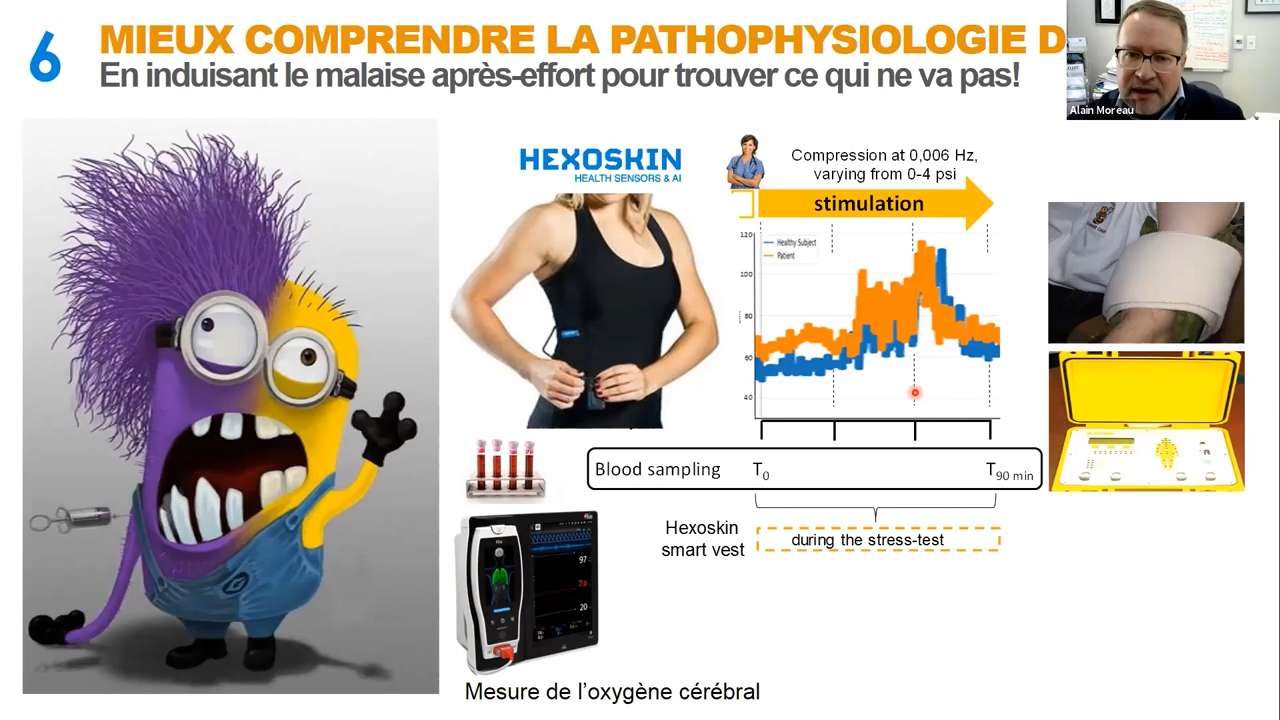 6
MIEUX COMPRENDRE LA PATHOPHYSIOLOGIE D
En induisant le malaise après-effort pour trouver ce qui ne va pas!
Alain Moreau
HEXOSKIN
HEALTH SENSORS & AI
Compression at 0,006 Hz,
varying from 0-4 psi
stimulation
Healthy Subject
Patient
120
100
80
60
40
Blood sampling T0 T90 min
Hexoskin
smart vest
during the stress-test
97
20
Mesure de l'oxygène cérébral